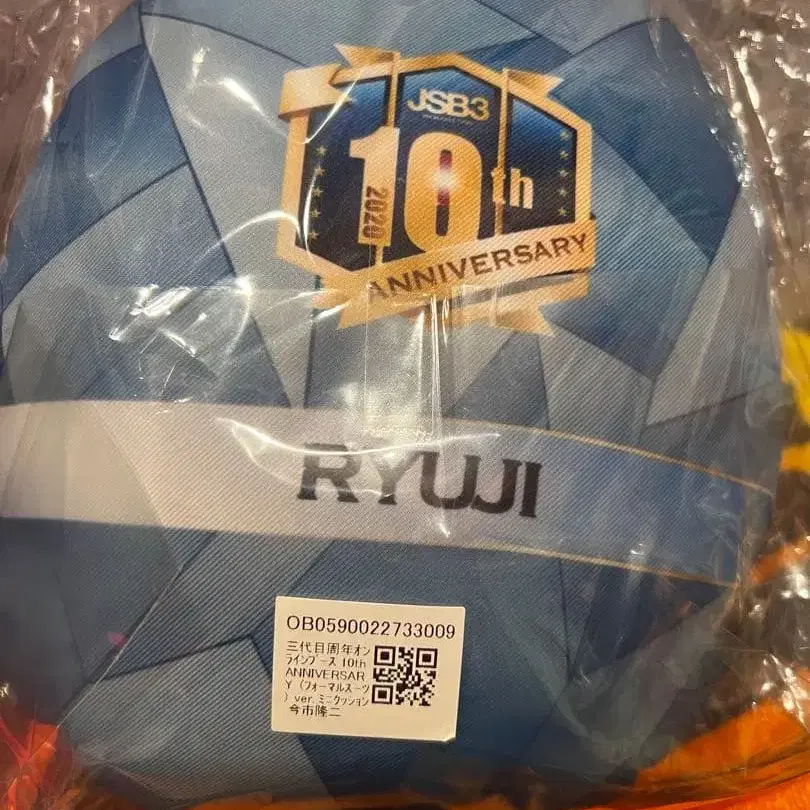 JSB3
10th
2020
ANNIVERSARY
RYUJI
OB0590022733009
三代目周年オン
ラインブース 10th
ANNIVERSAR
Y (フォーマルスーツ
) ver. ミニクッション
今市隆二